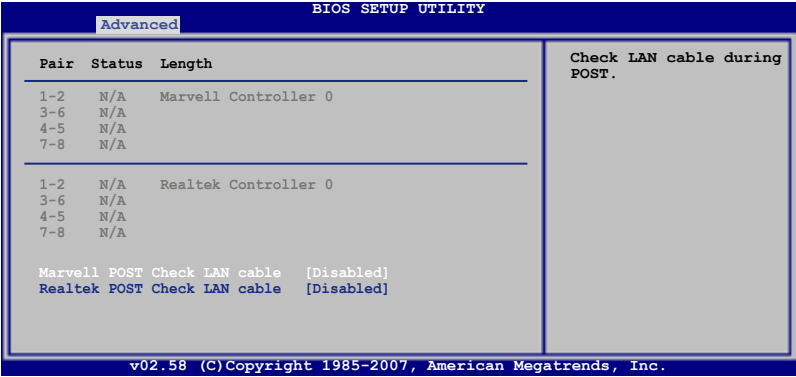 BIOS SETUP UTILITY
Advanced
Pair Status Length
1-2 N/A Marvell Controller 0
3-6 N/A
4-5 N/A
7-8 N/A
1-2 N/A Realtek Controller 0
3-6 N/A
4-5 N/A
7-8 N/A
Marvell POST Check LAN cable [Disabled]
Realtek POST Check LAN cable [Disabled]
Check LAN cable during
POST.
v02.58 (C)Copyright 1985-2007, American Megatrends, Inc.